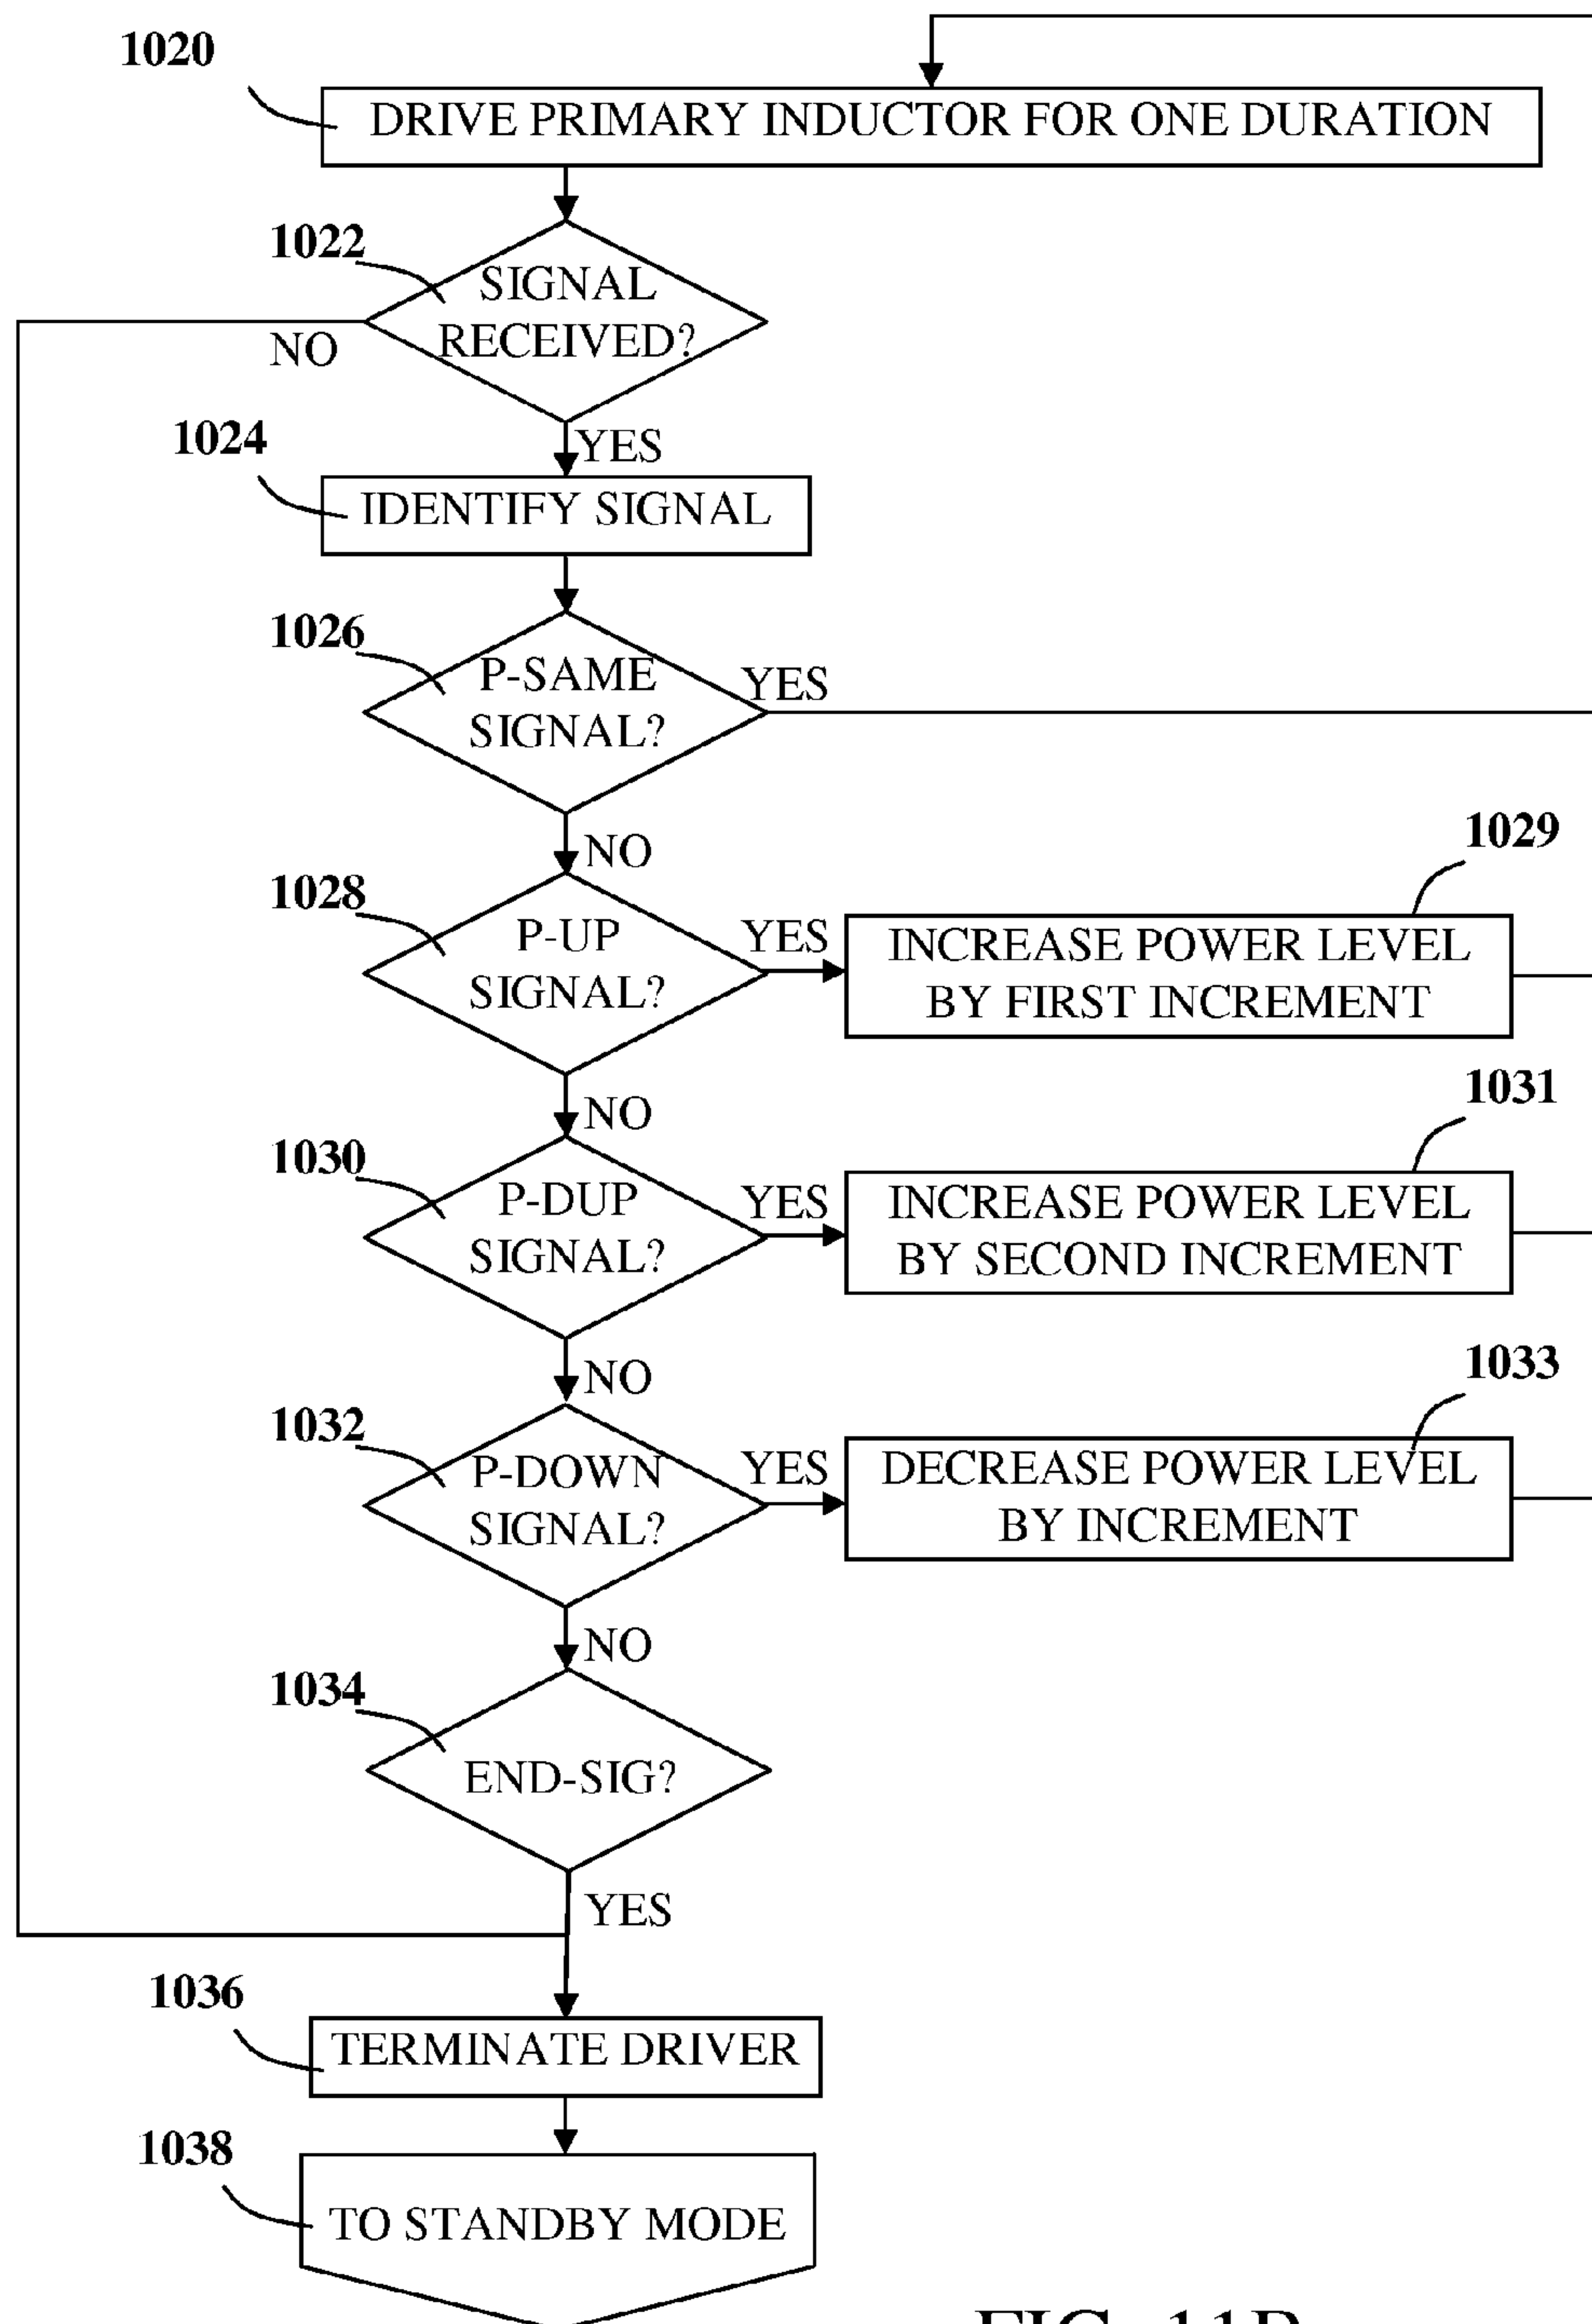 1020
DRIVE PRIMARY INDUCTOR FOR ONE DURATION
1022
SIGNAL
RECEIVED?
NO
YES
1024
IDENTIFY SIGNAL
1026
P-SAME
SIGNAL?
YES
NO
1028
P-UP
SIGNAL?
YES
1029
INCREASE POWER LEVEL
BY FIRST INCREMENT
NO
1030
P-DUP
SIGNAL?
YES
1031
INCREASE POWER LEVEL
BY SECOND INCREMENT
NO
1032
P-DOWN
SIGNAL?
YES
1033
DECREASE POWER LEVEL
BY INCREMENT
NO
1034
END-SIG?
YES
1036
TERMINATE DRIVER
1038
TO STANDBY MODE
FIG. 11B